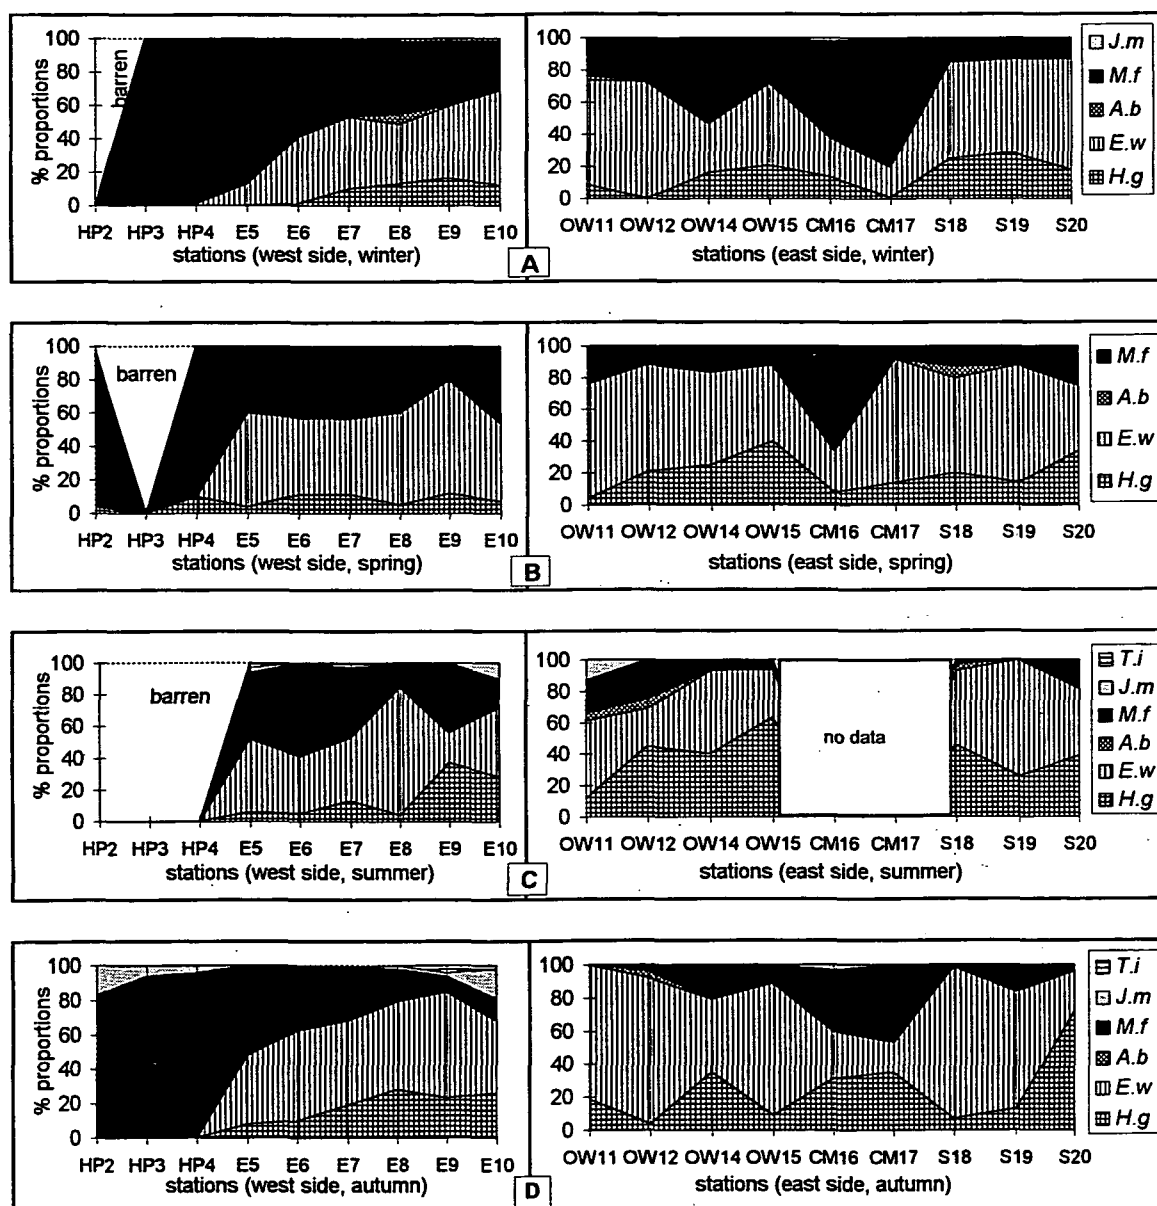 100
80
60
40
20
0
% proportions
barren
HP2 HP3 HP4 E5 E6 E7 E8 E9 E10
stations (west side, winter)
100
80
60
40
20
0
OW11 OW12 OW14 OW15 CM16 CM17 S18 S19 S20
stations (east side, winter)
J.m
M.f
A.b
E.w
H.g
A
100
80
60
40
20
0
% proportions
barren
HP2 HP3 HP4 E5 E6 E7 E8 E9 E10
stations (west side, spring)
100
80
60
40
20
0
OW11 OW12 OW14 OW15 CM16 CM17 S18 S19 S20
stations (east side, spring)
M.f
A.b
E.w
H.g
B
100
80
60
40
20
0
% proportions
barren
HP2 HP3 HP4 E5 E6 E7 E8 E9 E10
stations (west side, summer)
100
80
60
40
20
0
no data
OW11 OW12 OW14 OW15 CM16 CM17 S18 S19 S20
stations (east side, summer)
T.i
J.m
M.f
A.b
E.w
H.g
C
100
80
60
40
20
0
% proportions
HP2 HP3 HP4 E5 E6 E7 E8 E9 E10
stations (west side, autumn)
100
80
60
40
20
0
OW11 OW12 OW14 OW15 CM16 CM17 S18 S19 S20
stations (east side, autumn)
T.i
J.m
M.f
A.b
E.w
H.g
D